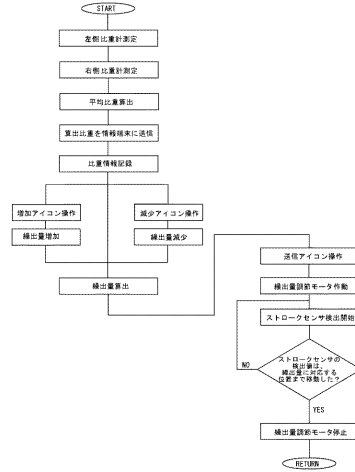 START
左側比重計測定
右側比重計測定
平均比重算出
算出比重を情報端末に送信
比重情報記録
増加アイコン操作
減少アイコン操作
繰出量増加
繰出量減少
繰出量算出
送信アイコン操作
繰出量調節モータ作動
ストロークセンサ検出開始
ストロークセンサの
検出値は、
繰出量に対応する
位置まで移動した?
NO
YES
繰出量調節モータ停止
RETURN